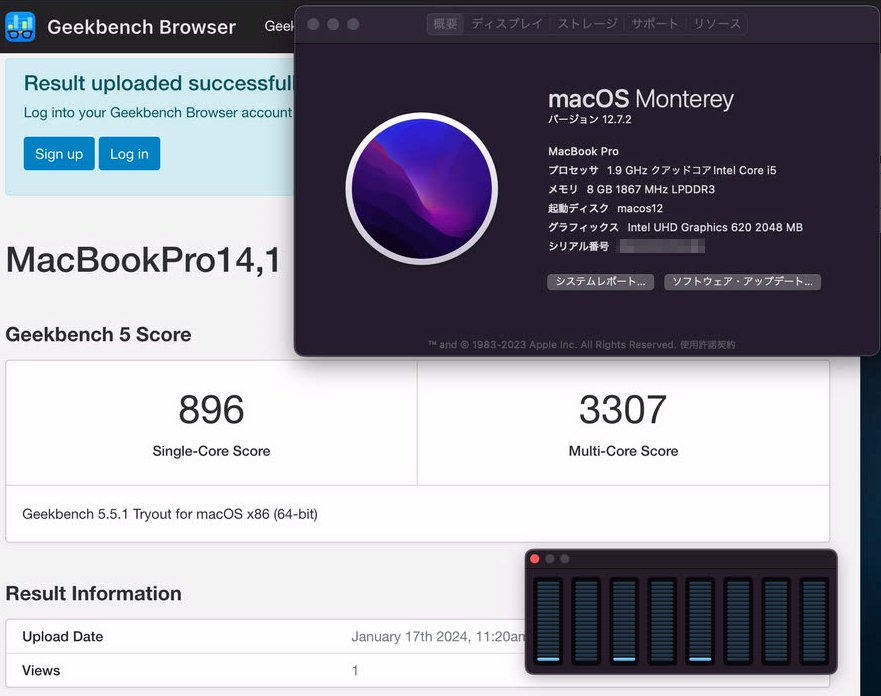 Geekbench Browser
Geek
Result uploaded successfull
Log into your Geekbench Browser account
Sign up
Log in
MacBookPro14,1
Geekbench 5 Score
896
Single-Core Score
3307
Multi-Core Score
Geekbench 5.5.1 Tryout for macOS x86 (64-bit)
Result Information
Upload Date January 17th 2024, 11:20am
Views 1
概要 ディスプレイ ストレージ サポート リソース
macOS Monterey
バージョン 12.7.2
MacBook Pro
プロセッサ 1.9 GHz クアッドコアIntel Core i5
メモリ 8 GB 1867 MHz LPDDR3
起動ディスク macos12
グラフィックス Intel UHD Graphics 620 2048 MB
シリアル番号
システムレポート...
ソフトウェア・アップデート...
™ and © 1983-2023 Apple Inc. All Rights Reserved. 使用許諾契約